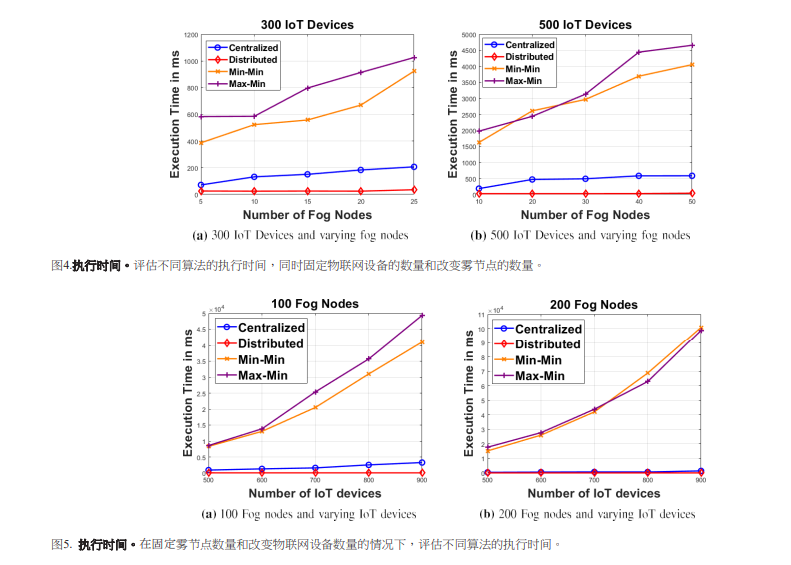 300 IoT Devices
1200
1000
800
600
400
200
0
Execution Time in ms
Centralized
Distributed
Min-Min
Max-Min
5 10 15 20 25
Number of Fog Nodes
(a) 300 IoT Devices and varying fog nodes
500 IoT Devices
5000
4500
4000
3500
3000
2500
2000
1500
1000
500
0
Execution Time in ms
Centralized
Distributed
Min-Min
Max-Min
10 20 30 40 50
Number of Fog Nodes
(b) 500 IoT Devices and varying fog nodes
图4.执行时间。评估不同算法的执行时间，同时固定物联网设备的数量和改变雾节点的数量。
100 Fog Nodes
×10⁴
5
4.5
4
3.5
3
2.5
2
1.5
1
0.5
0
Execution Time in ms
Centralized
Distributed
Min-Min
Max-Min
500 600 700 800 900
Number of IoT devices
(a) 100 Fog nodes and varying IoT devices
200 Fog Nodes
×10⁴
11
10
9
8
7
6
5
4
3
2
1
0
Execution Time in ms
Centralized
Distributed
Min-Min
Max-Min
500 600 700 800 900
Number of IoT devices
(b) 200 Fog nodes and varying IoT devices
图5. 执行时间。在固定雾节点数量和改变物联网设备数量的情况下，评估不同算法的执行时间。